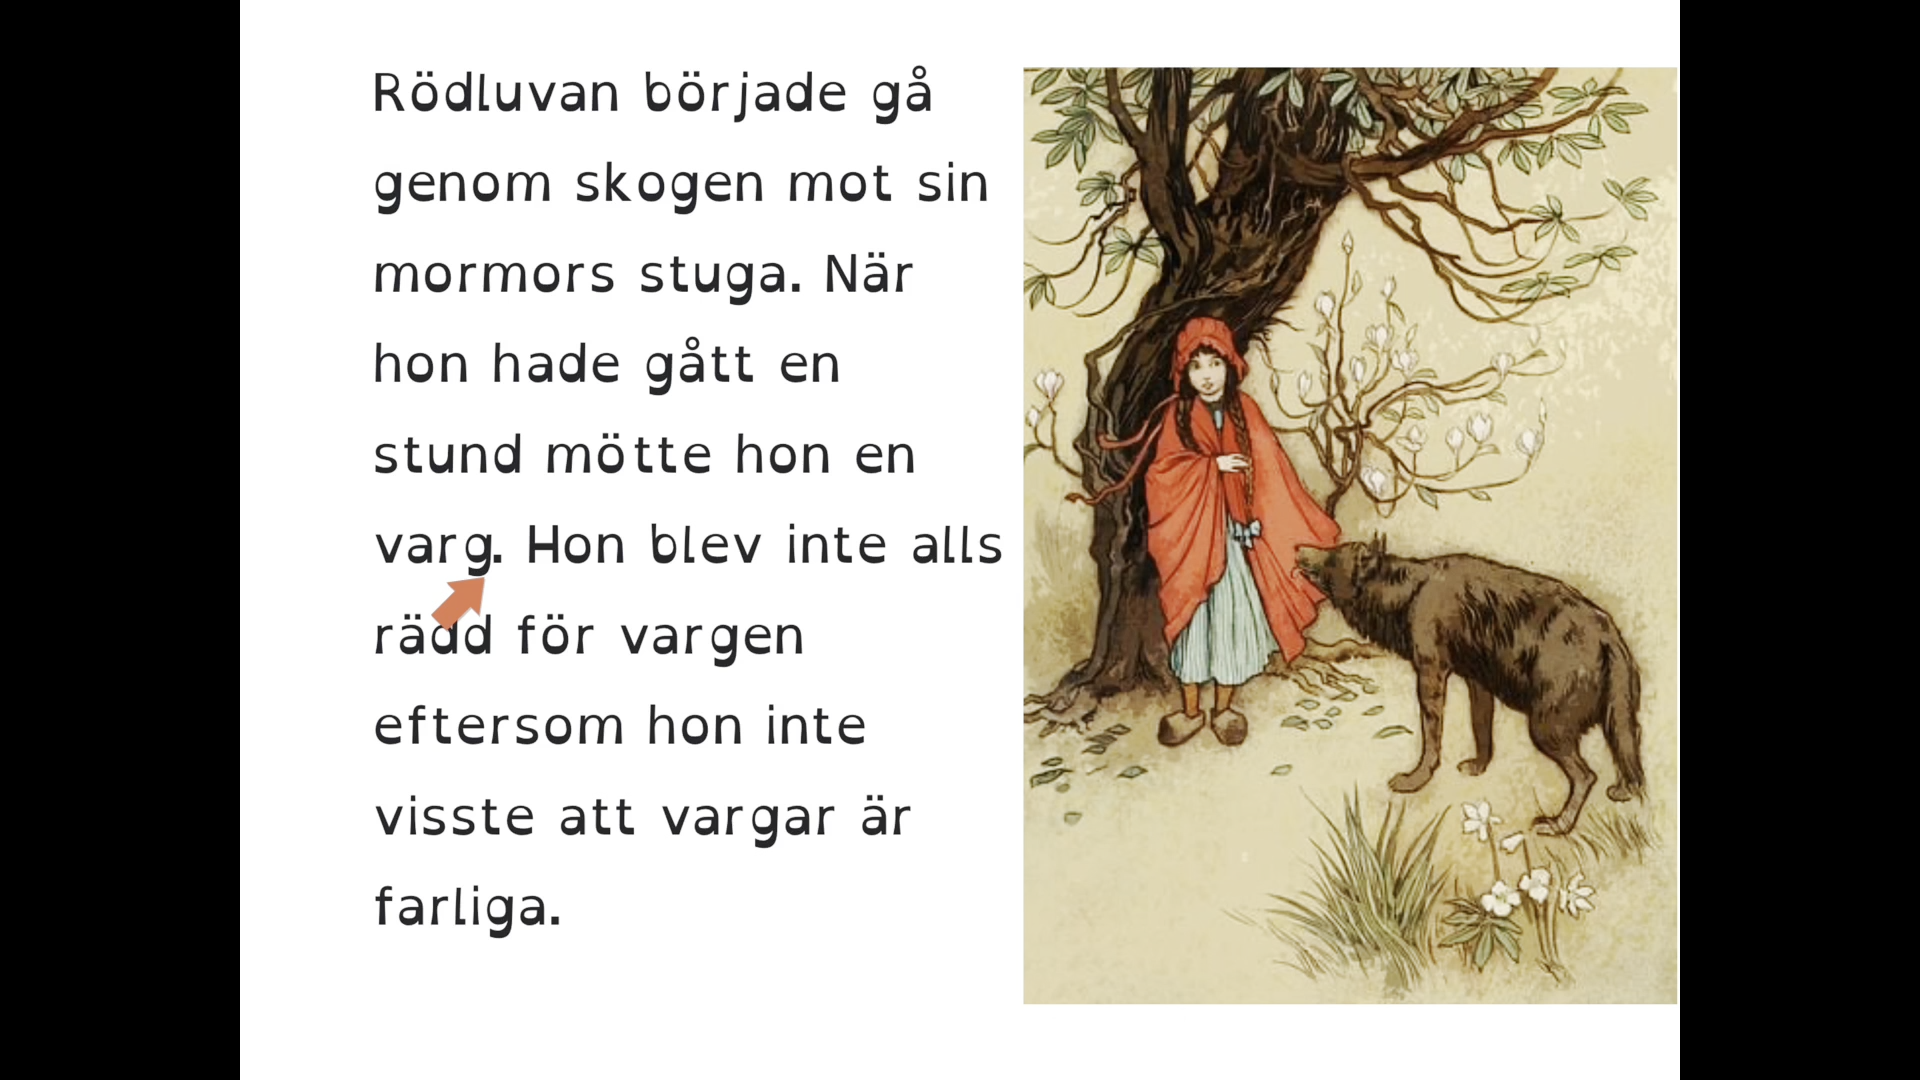 Rödluvan började gå
genom skogen mot sin
mormors stuga. När
hon hade gått en
stund mötte hon en
varg. Hon blev inte alls
rädd för vargen
eftersom hon inte
visste att vargar är
farliga.